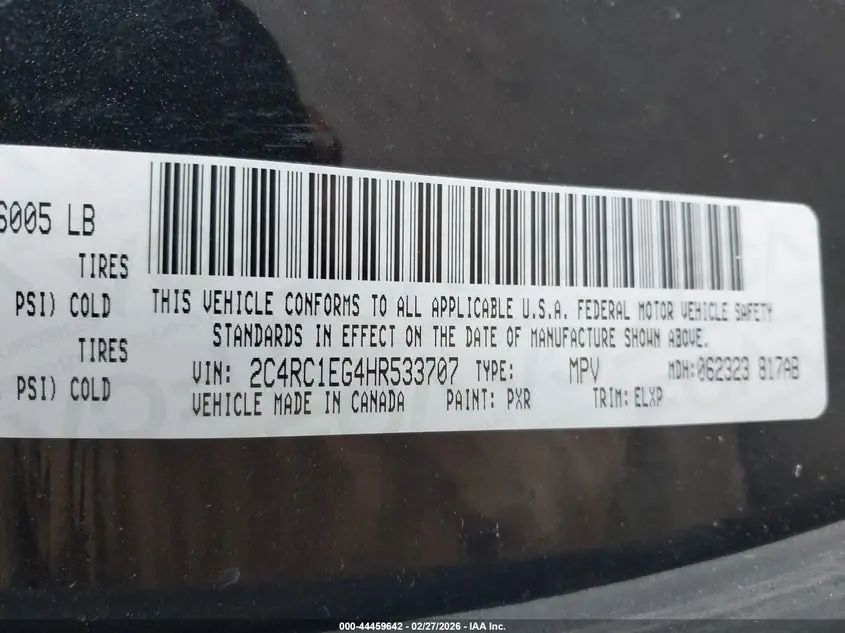 6005 LB
TIRES
PSI) COLD
TIRES
PSI) COLD
THIS VEHICLE CONFORMS TO ALL APPLICABLE U.S.A. FEDERAL MOTOR VEHICLE SAFETY
STANDARDS IN EFFECT ON THE DATE OF MANUFACTURE SHOWN ABOVE.
VIN: 2C4RC1EG4HR533707 TYPE: MPV MDH:062323 817AB
VEHICLE MADE IN CANADA PAINT: PXR TRIM: ELXP
000-44459642 - 02/27/2026 - IAA Inc.